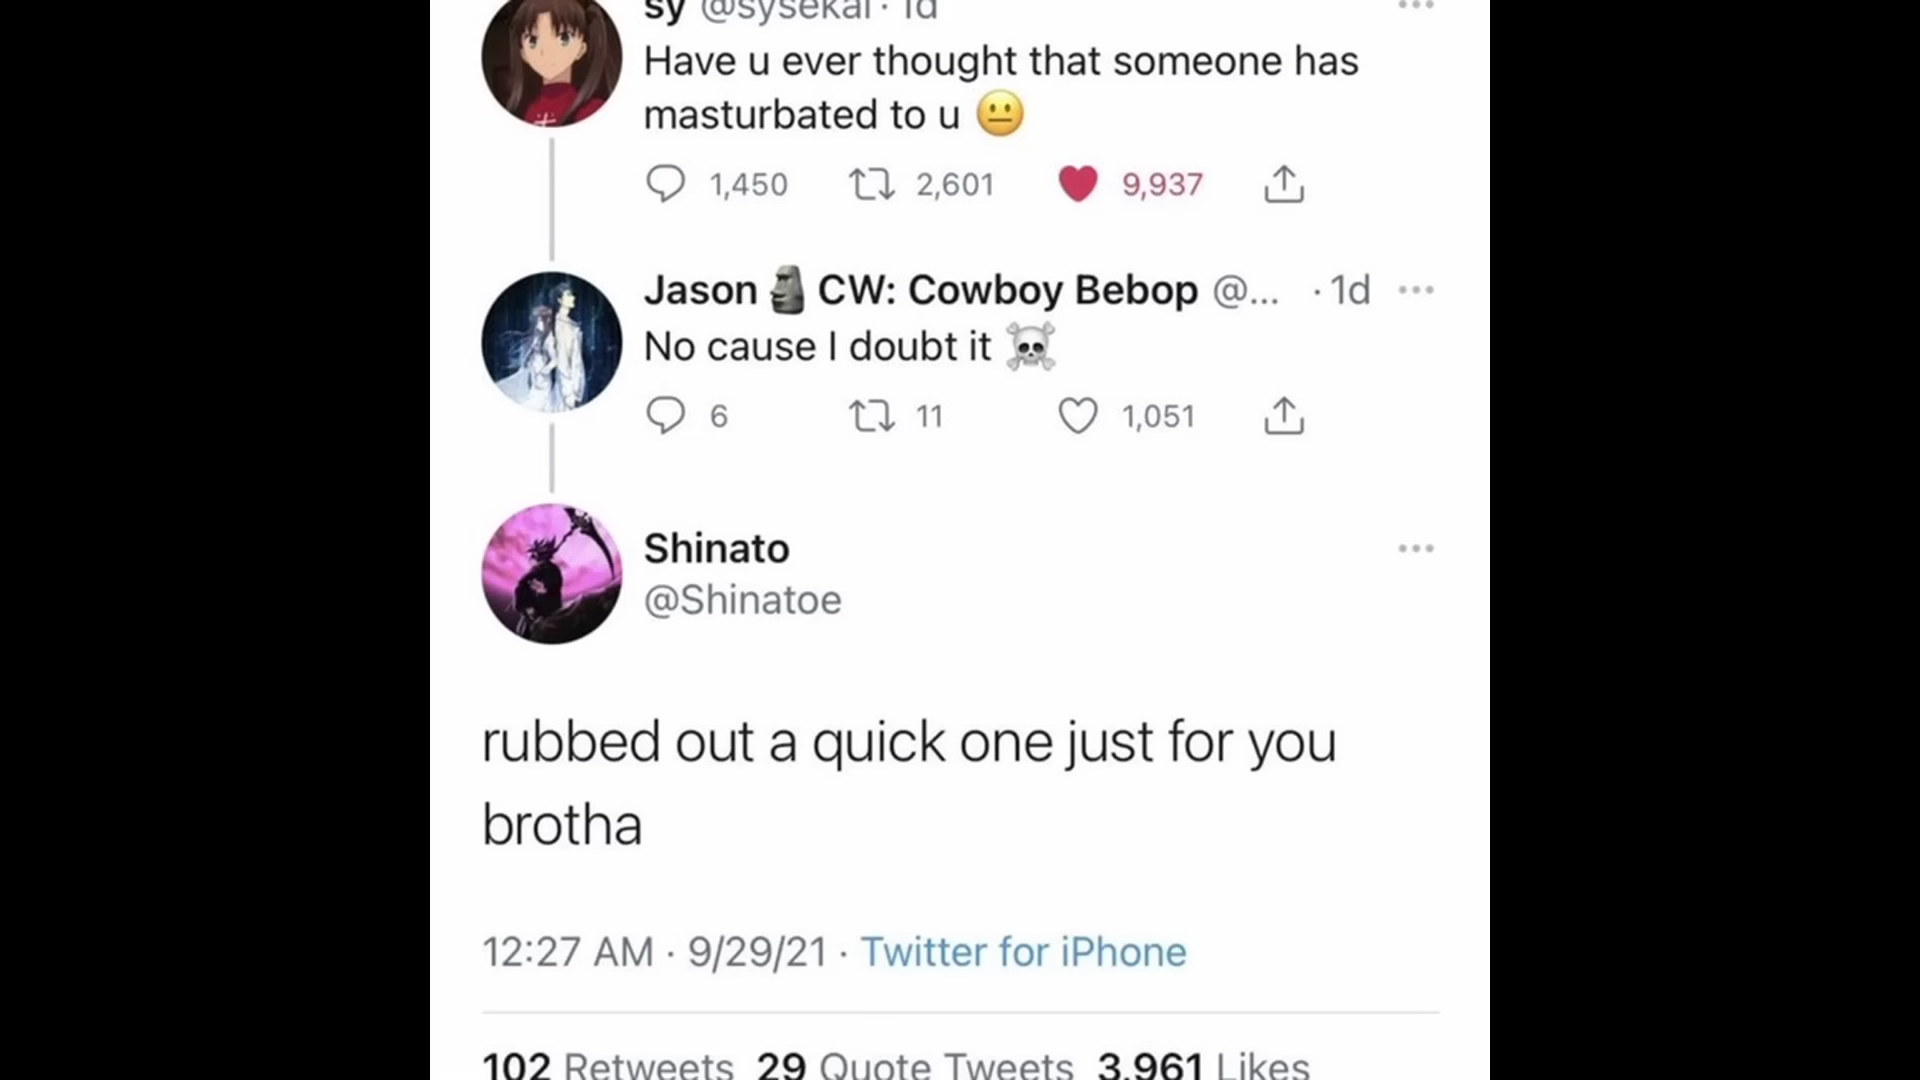 sy @sysekai · 1d
Have u ever thought that someone has
masturbated to u 😐
1,450 2,601 9,937
Jason 🗿 CW: Cowboy Bebop @... · 1d
No cause I doubt it ☠️
6 11 1,051
Shinato
@Shinatoe
rubbed out a quick one just for you
brotha
12:27 AM · 9/29/21 · Twitter for iPhone
102 Retweets 29 Quote Tweets 3,961 Likes